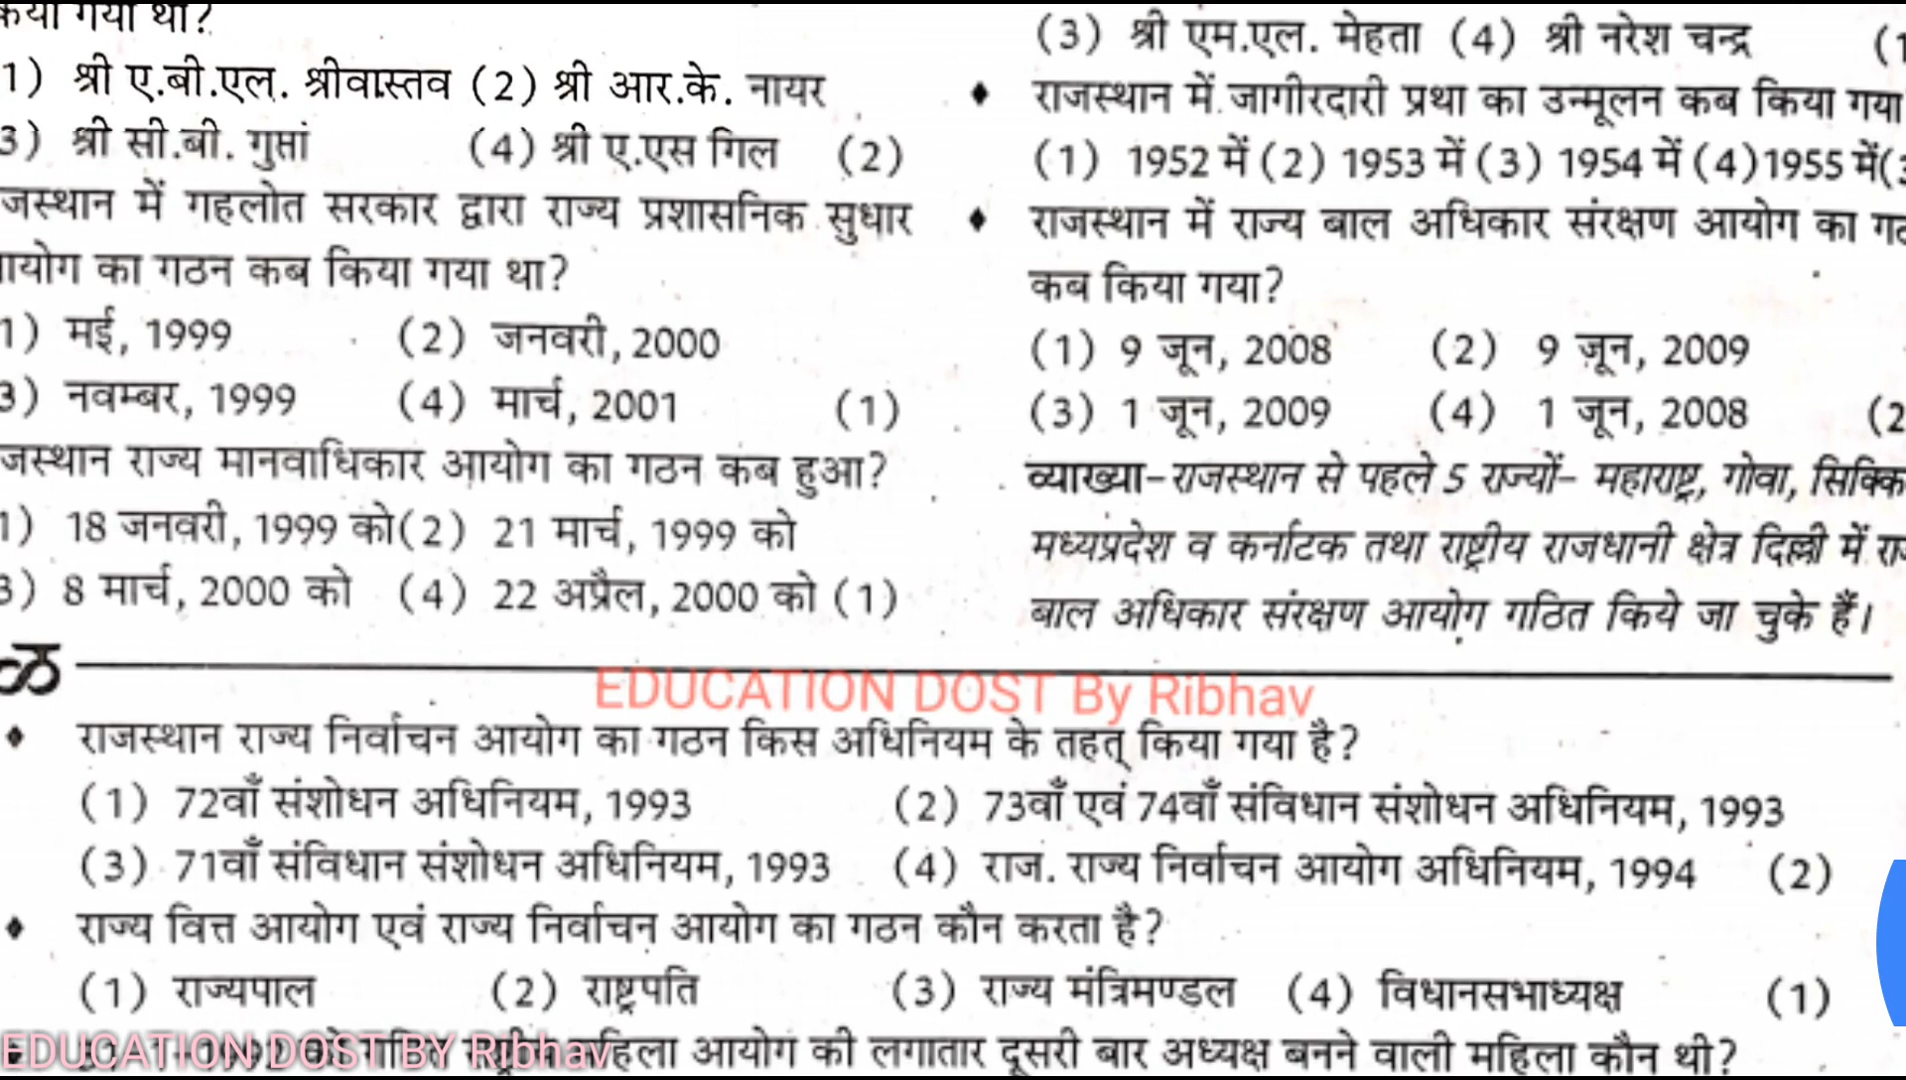 गया था?
1) श्री ए.बी.एल. श्रीवास्तव (2) श्री आर.के. नायर
3) श्री सी.बी. गुप्तां (4) श्री ए.एस गिल (2)
जस्थान में गहलोत सरकार द्वारा राज्य प्रशासनिक सुधार
योग का गठन कब किया गया था?
1) मई, 1999 (2) जनवरी, 2000
3) नवम्बर, 1999 (4) मार्च, 2001 (1)
जस्थान राज्य मानवाधिकार आयोग का गठन कब हुआ?
1) 18 जनवरी, 1999 को (2) 21 मार्च, 1999 को
3) 8 मार्च, 2000 को (4) 22 अप्रैल, 2000 को (1)
(3) श्री एम.एल. मेहता (4) श्री नरेश चन्द्र (1
♦ राजस्थान में जागीरदारी प्रथा का उन्मूलन कब किया गया
(1) 1952 में (2) 1953 में (3) 1954 में (4) 1955 में (3
♦ राजस्थान में राज्य बाल अधिकार संरक्षण आयोग का
कब किया गया?
(1) 9 जून, 2008 (2) 9 जून, 2009
(3) 1 जून, 2009 (4) 1 जून, 2008 (2
व्याख्या-राजस्थान से पहले 5 राज्यों- महाराष्ट्र, गोवा, सिक्कि
मध्यप्रदेश व कर्नाटक तथा राष्ट्रीय राजधानी क्षेत्र दिल्ली में
बाल अधिकार संरक्षण आयोग गठित किये जा चुके हैं।
EDUCATION DOST By Ribhav
♦ राजस्थान राज्य निर्वाचन आयोग का गठन किस अधिनियम के तहत् किया गया है?
(1) 72वाँ संशोधन अधिनियम, 1993 (2) 73वाँ एवं 74वाँ संविधान संशोधन अधिनियम, 1993
(3) 71वाँ संविधान संशोधन अधिनियम, 1993 (4) राज. राज्य निर्वाचन आयोग अधिनियम, 1994 (2)
♦ राज्य वित्त आयोग एवं राज्य निर्वाचन आयोग का गठन कौन करता है?
(1) राज्यपाल (2) राष्ट्रपति (3) राज्य मंत्रिमण्डल (4) विधानसभाध्यक्ष (1)
आयोग की लगातार दूसरी बार अध्यक्ष बनने वाली महिला कौन थी?
EDUCATION DOST BY Ribhav